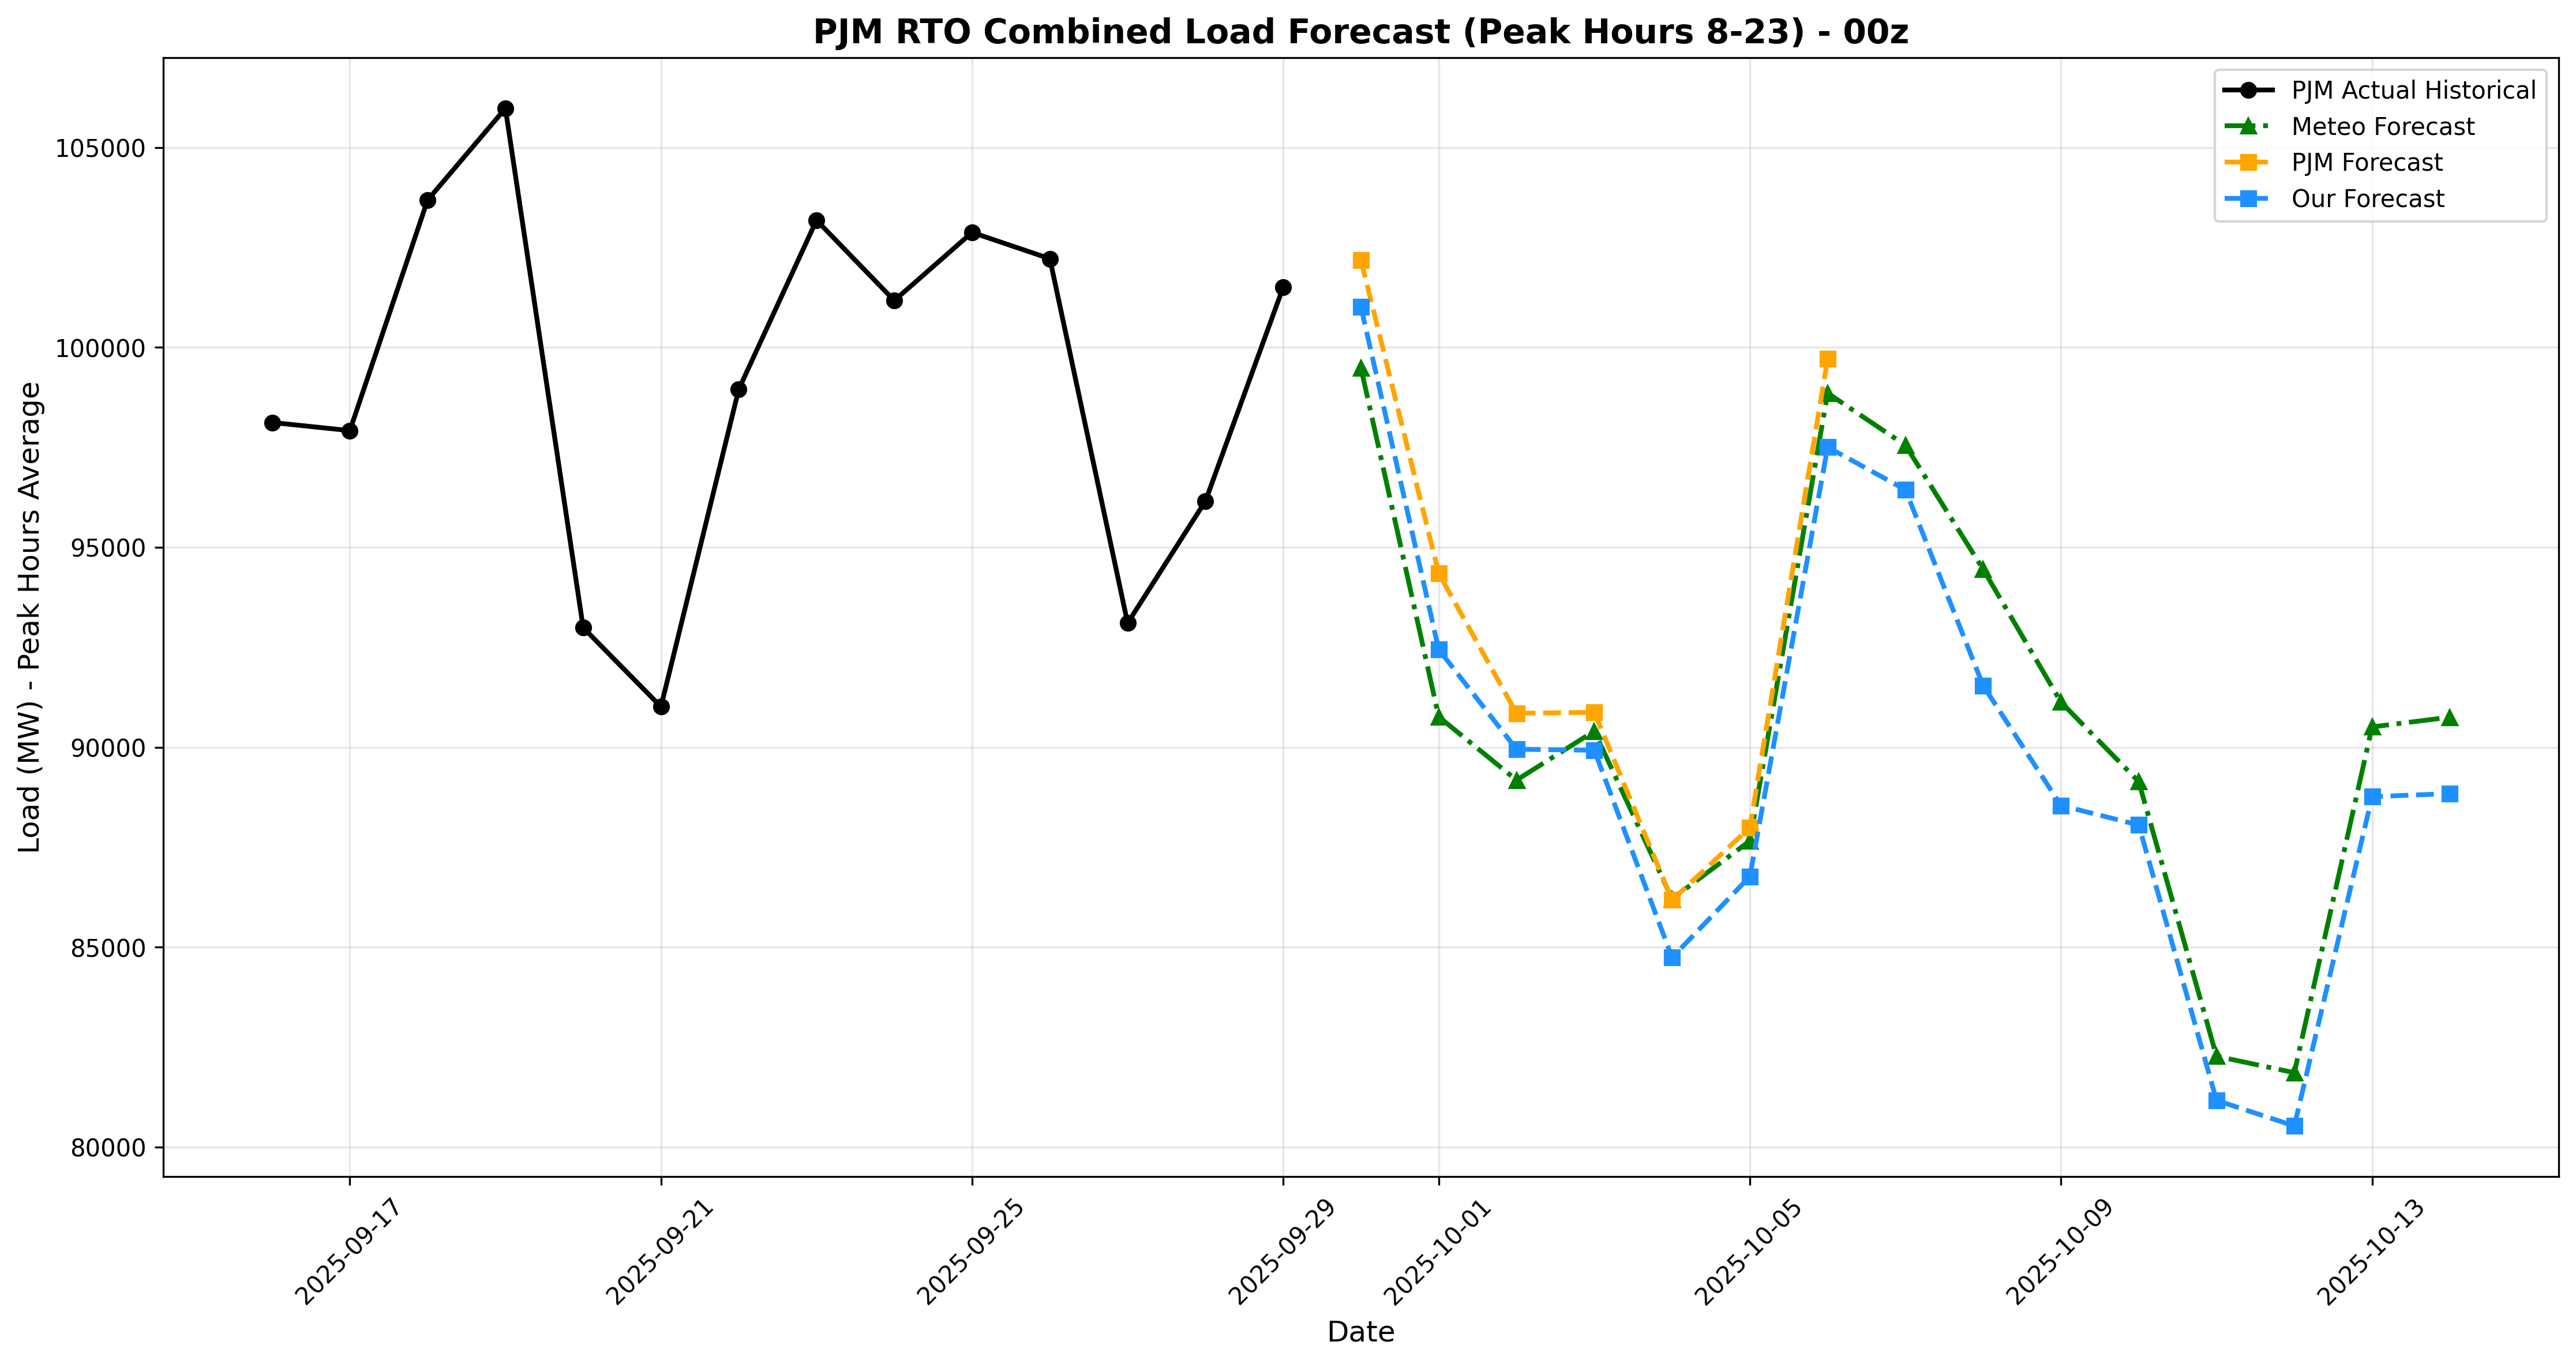 PJM RTO Combined Load Forecast (Peak Hours 8-23) - 00z
PJM Actual Historical
Meteo Forecast
PJM Forecast
Our Forecast
Load (MW) - Peak Hours Average
105000
100000
95000
90000
85000
80000
2025-09-17
2025-09-21
2025-09-25
2025-09-29
2025-10-01
2025-10-05
2025-10-09
2025-10-13
Date